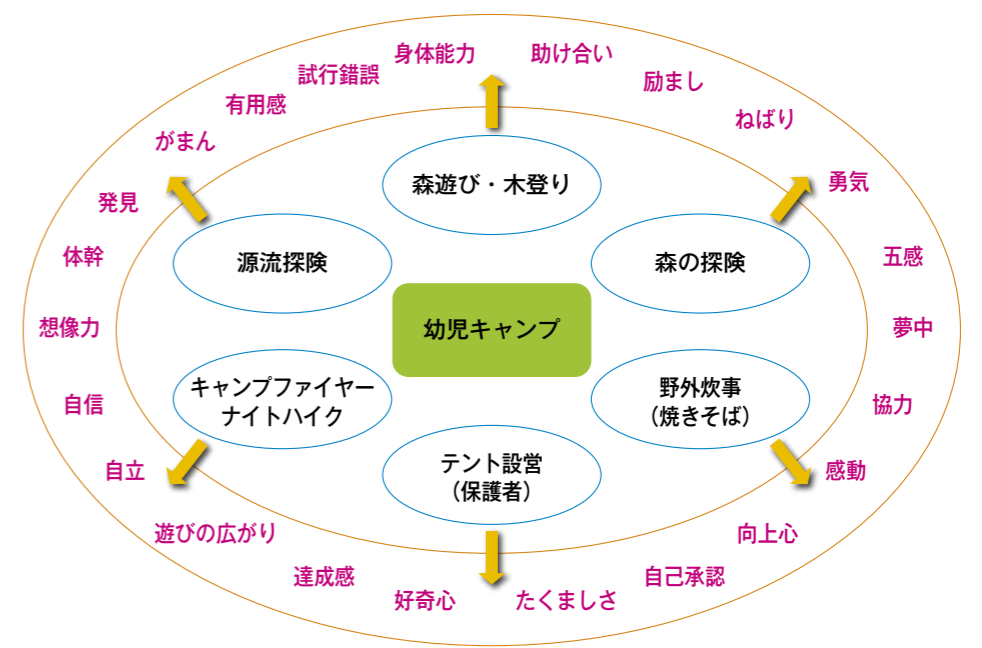 身体能力
助け合い
試行錯誤
励まし
有用感
ねばり
がまん
勇気
発見
体幹
五感
想像力
夢中
自信
協力
自立
感動
遊びの広がり
向上心
達成感
自己承認
好奇心
たくましさ
森遊び・木登り
源流探険
森の探険
幼児キャンプ
キャンプファイヤー
ナイトハイク
野外炊事
（焼きそば）
テント設営
（保護者）